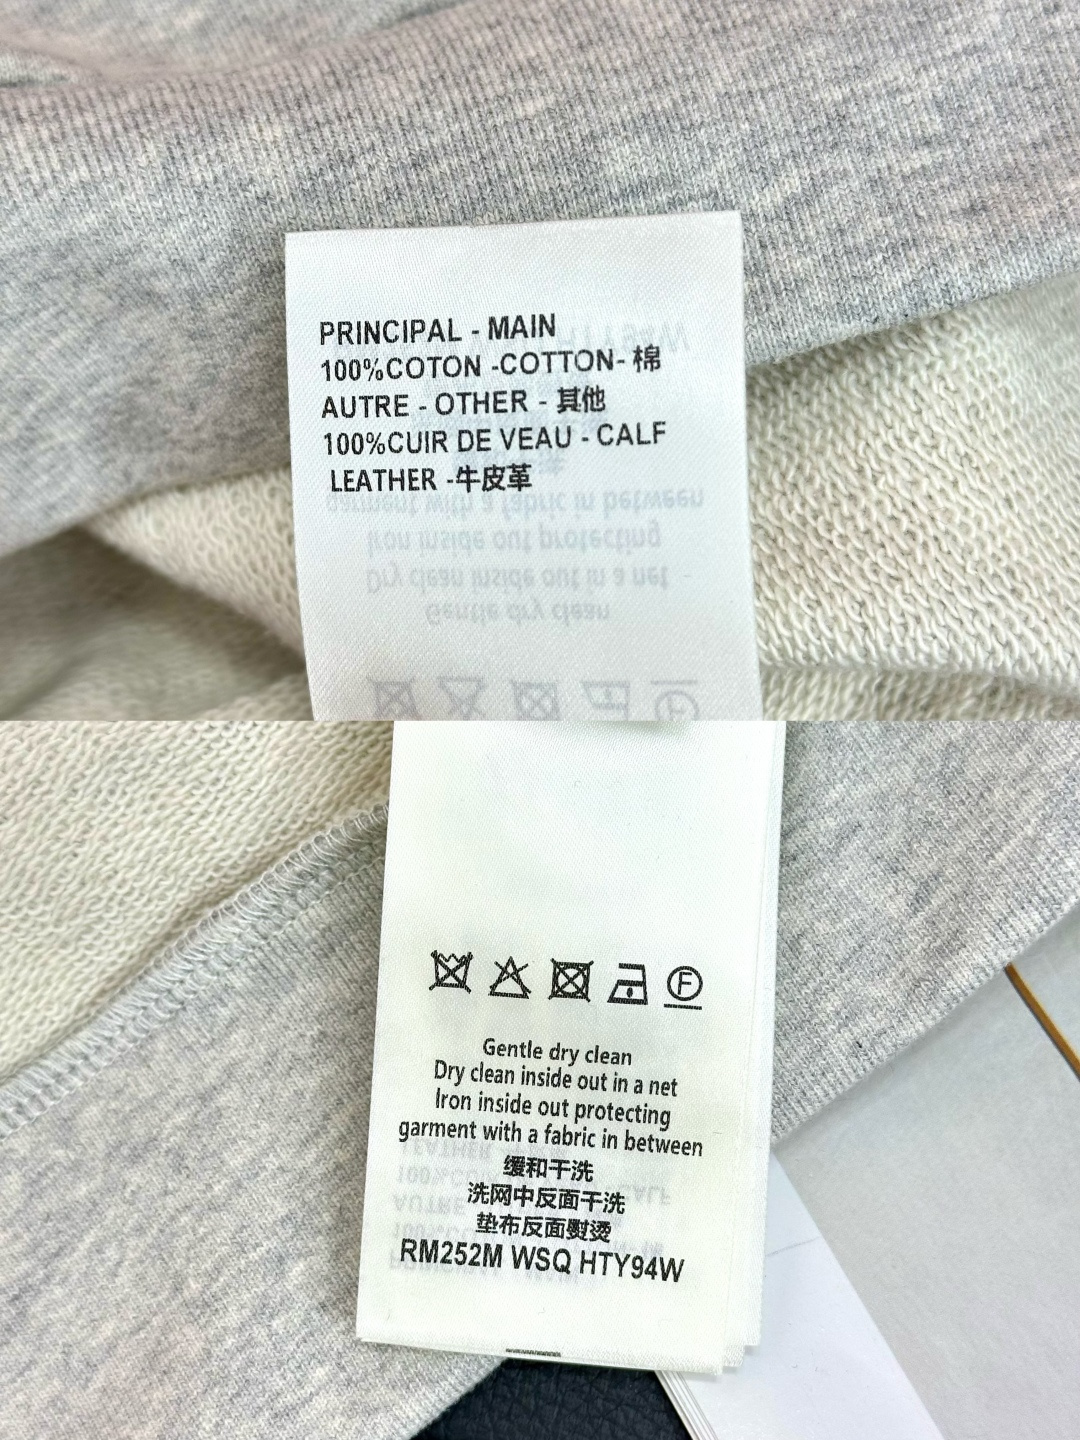 PRINCIPAL - MAIN
100%COTON -COTTON- 棉
AUTRE - OTHER - 其他
100%CUIR DE VEAU - CALF
LEATHER -牛皮革
F
Gentle dry clean
Dry clean inside out in a net
Iron inside out protecting
garment with a fabric in between
缓和干洗
洗网中反面干洗
垫布反面熨烫
RM252M WSQ HTY94W